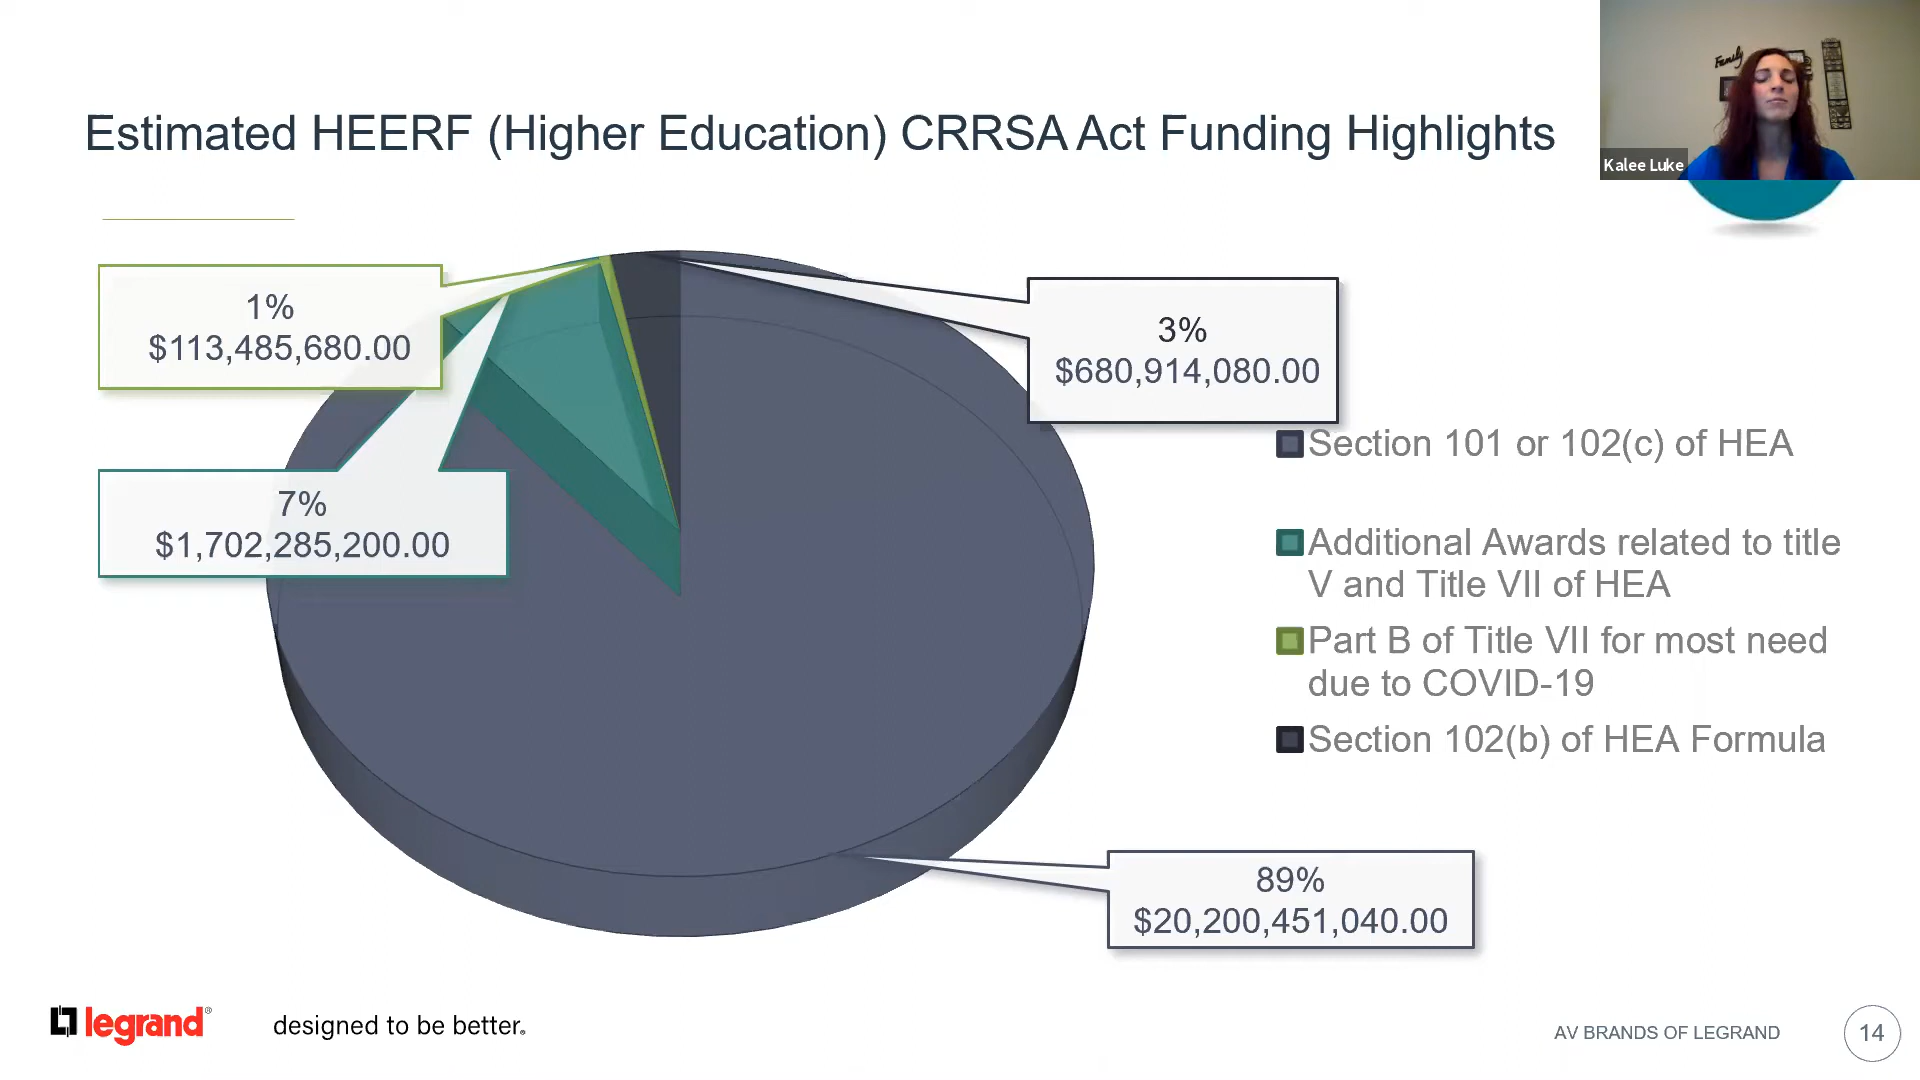 Estimated HEERF (Higher Education) CRRSA Act Funding Highlights
Family
Kalee Luke
1%
$113,485,680.00
3%
$680,914,080.00
7%
$1,702,285,200.00
Section 101 or 102(c) of HEA
Additional Awards related to title
V and Title VII of HEA
Part B of Title VII for most need
due to COVID-19
Section 102(b) of HEA Formula
89%
$20,200,451,040.00
legrand®
designed to be better.
AV BRANDS OF LEGRAND
14